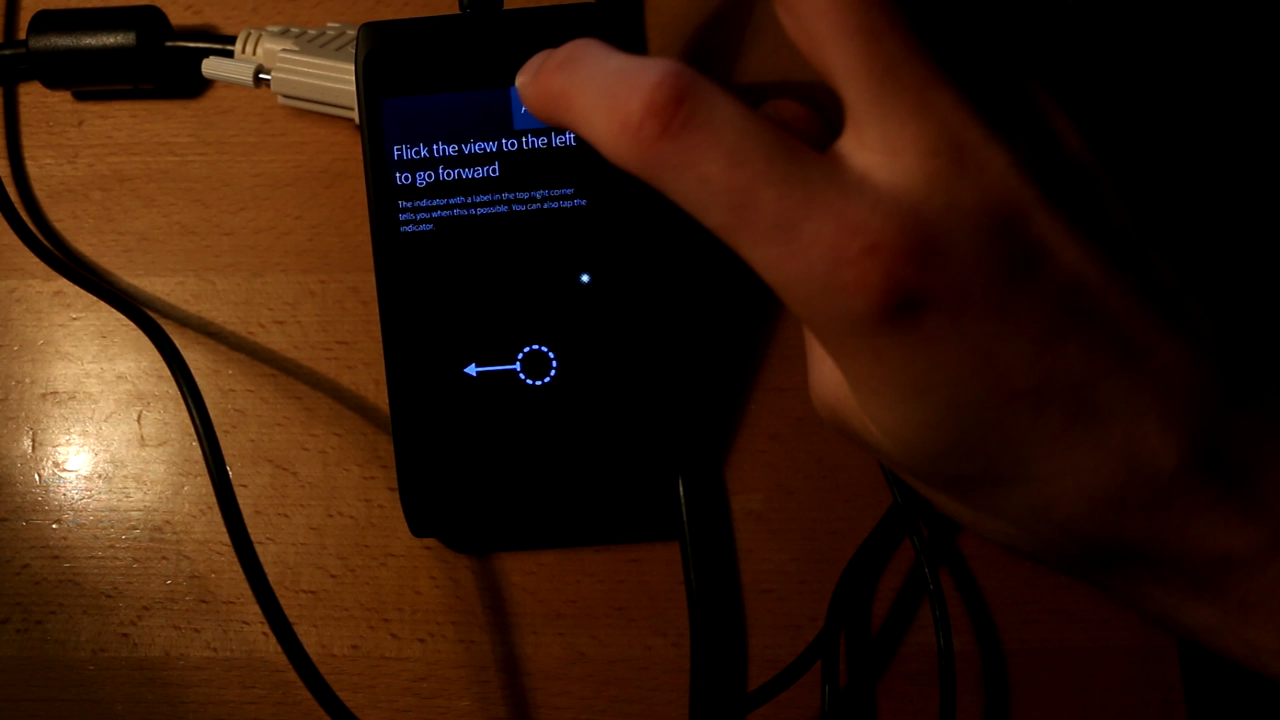 Flick the view to the left
to go forward
The indicator with a label in the top right corner
tells you when this is possible. You can also tap the
indicator.